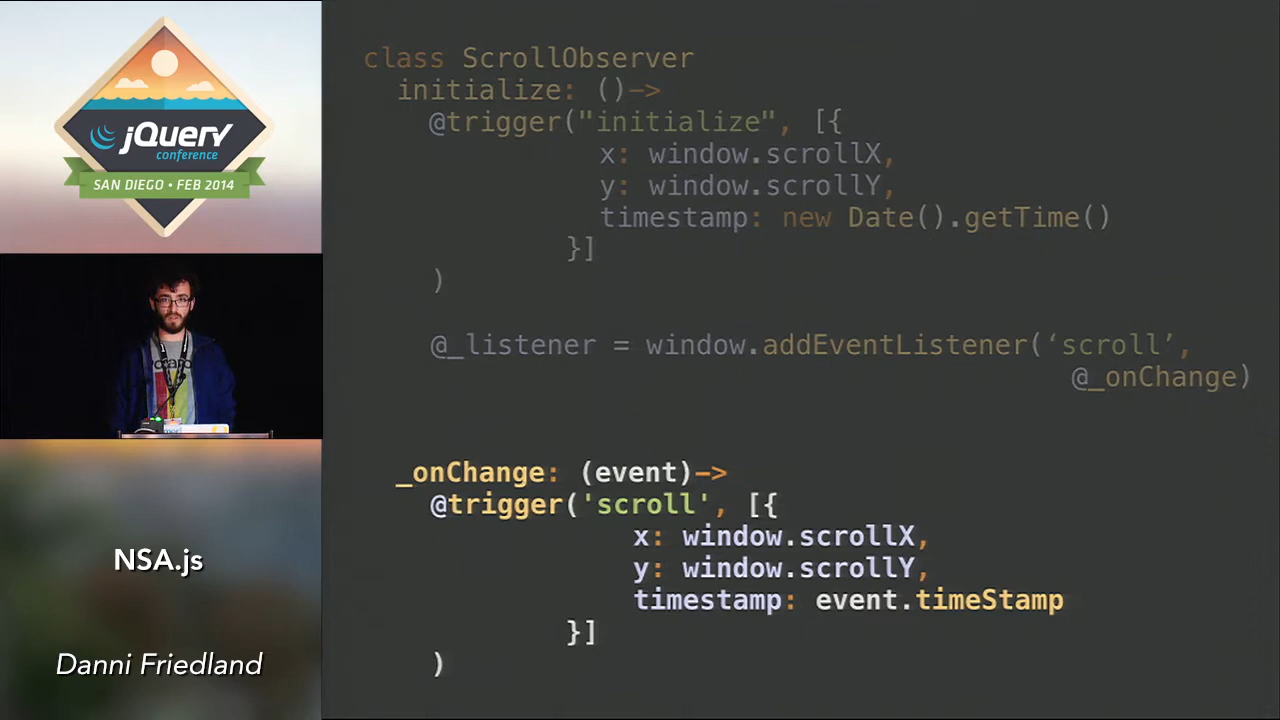 jQuery
conference
SAN DIEGO • FEB 2014
NSA.js
Danni Friedland
class ScrollObserver
initialize: ()->
@trigger("initialize", [{
x: window.scrollX,
y: window.scrollY,
timestamp: new Date().getTime()
}]
)
@_listener = window.addEventListener(‘scroll’,
@_onChange)
_onChange: (event)->
@trigger('scroll', [{
x: window.scrollX,
y: window.scrollY,
timestamp: event.timeStamp
}]
)